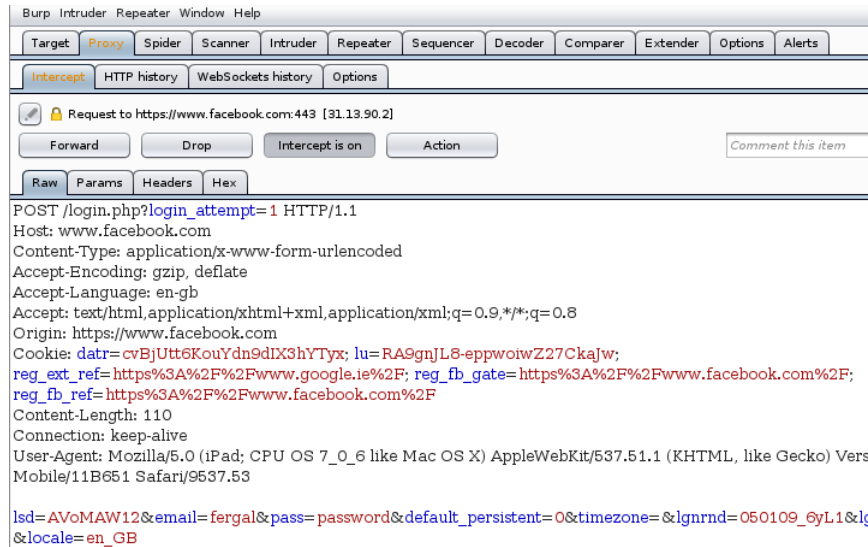 Burp Intruder Repeater Window Help
Target Proxy Spider Scanner Intruder Repeater Sequencer Decoder Comparer Extender Options Alerts
Intercept HTTP history WebSockets history Options
Request to https://www.facebook.com:443 [31.13.90.2]
Forward Drop Intercept is on Action Comment this item
Raw Params Headers Hex
POST /login.php?login_attempt=1 HTTP/1.1
Host: www.facebook.com
Content-Type: application/x-www-form-urlencoded
Accept-Encoding: gzip, deflate
Accept-Language: en-gb
Accept: text/html,application/xhtml+xml,application/xml;q=0.9,*/*;q=0.8
Origin: https://www.facebook.com
Cookie: datr=cvBjUtt6KouYdn9dIX3hYTyx; lu=RA9gnJL8-eppwoiwZ27CkaJw;
reg_ext_ref=https%3A%2F%2Fwww.google.ie%2F; reg_fb_gate=https%3A%2F%2Fwww.facebook.com%2F;
reg_fb_ref=https%3A%2F%2Fwww.facebook.com%2F
Content-Length: 110
Connection: keep-alive
User-Agent: Mozilla/5.0 (iPad; CPU OS 7_0_6 like Mac OS X) AppleWebKit/537.51.1 (KHTML, like Gecko) Vers
Mobile/11B651 Safari/9537.53
lsd=AVoMAW12&email=fergal&pass=password&default_persistent=0&timezone=&lgnrnd=050109_6yL1&lg
&locale=en_GB